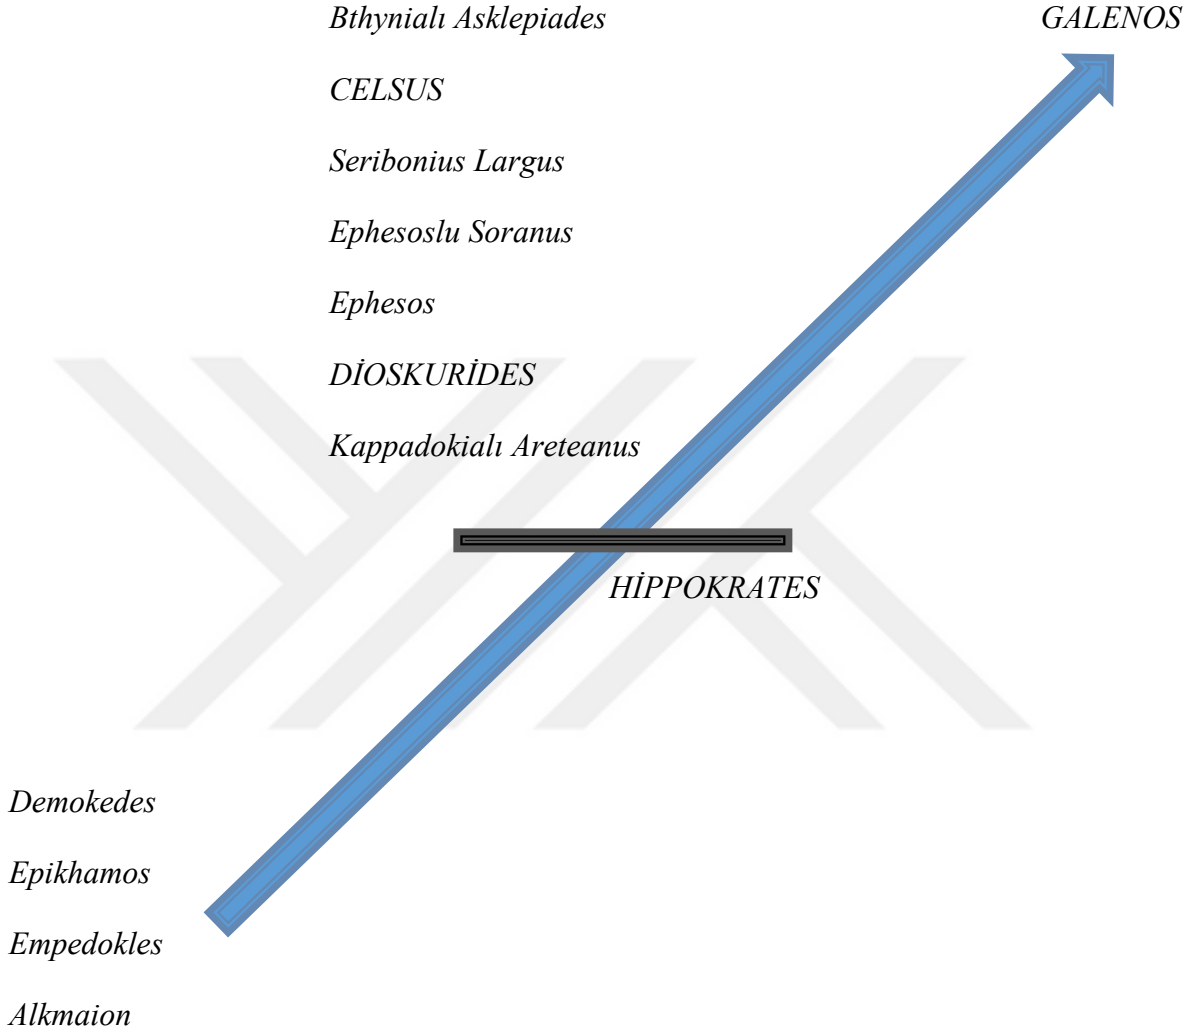 Bthynialı Asklepiades
GALENOS
CELSUS
Seribonius Largus
Ephesoslu Soranus
Ephesos
DİOSKURİDES
Kappadokialı Areteanus
HİPPOKRATES
Demokedes
Epikhamos
Empedokles
Alkmaion